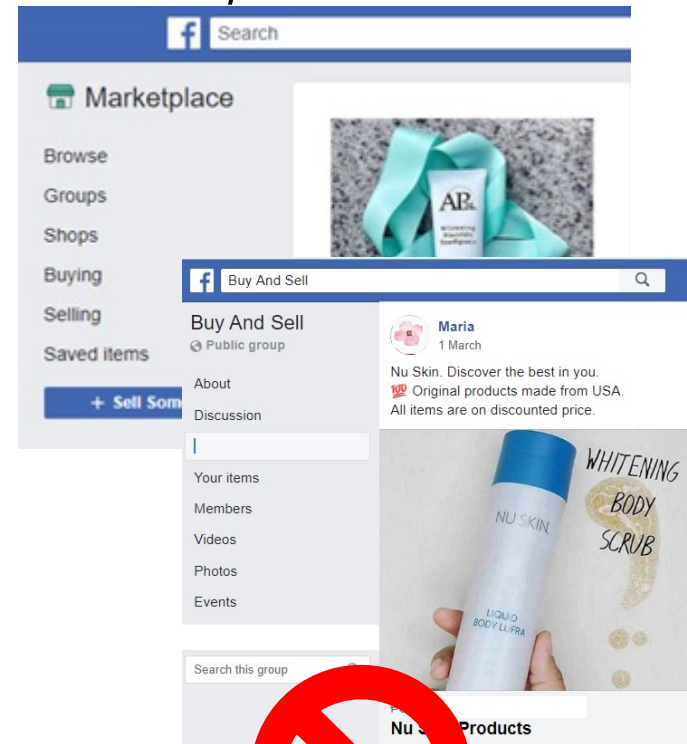 Search
Marketplace
Browse
Groups
Shops
Buying
Selling
Saved items
AP
Whitening
+ Sell Som
Buy And Sell
Buy And Sell
Public group
About
Discussion
Your items
Members
Videos
Photos
Events
Search this group
Maria
1 March
Nu Skin. Discover the best in you.
💯 Original products made from USA.
All items are on discounted price.
WHITENING
BODY
SCRUB
NU SKIN
LIQUID
BODY LUFRA
Products